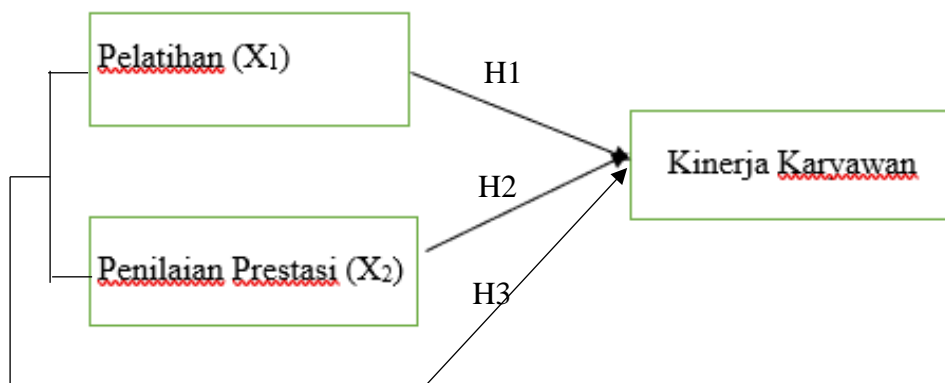 Pelatihan (X1)
H1
Kinerja Karyawan
H2
Penilaian Prestasi (X2)
H3